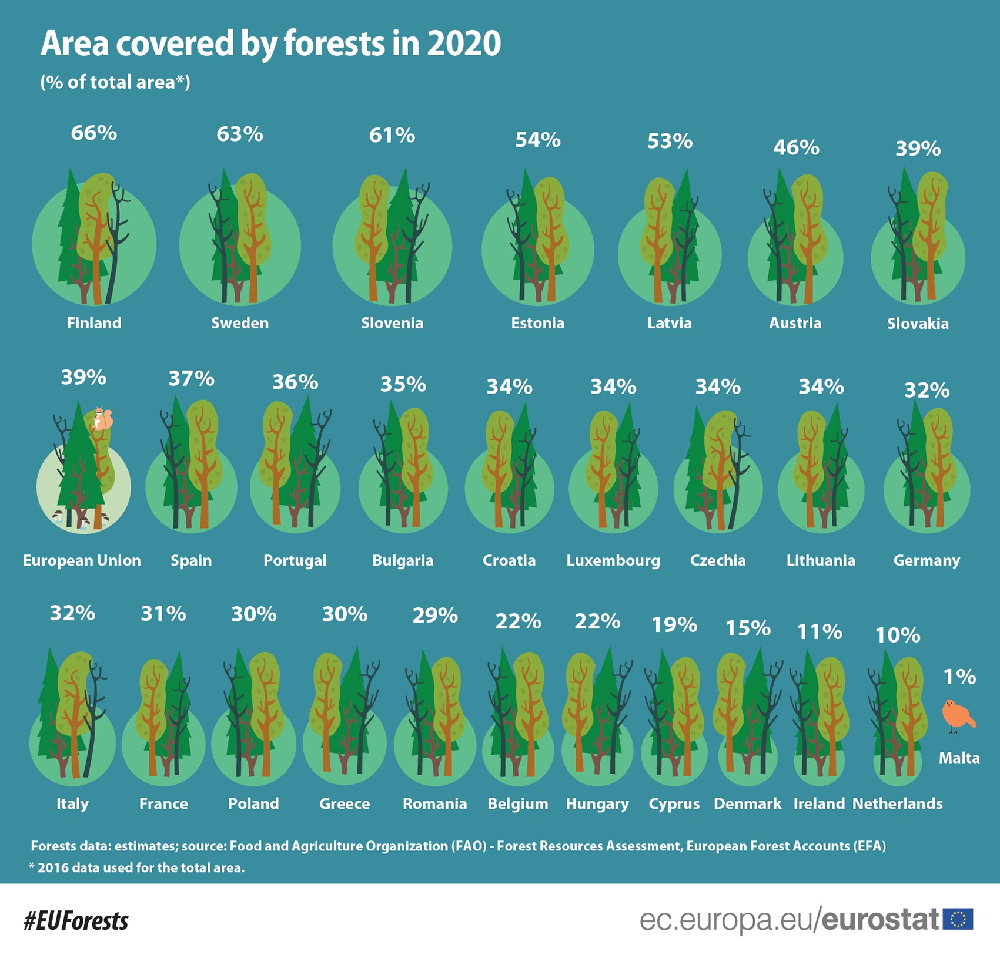 Area covered by forests in 2020
(% of total area*)
66% 63% 61% 54% 53% 46% 39%
Finland Sweden Slovenia Estonia Latvia Austria Slovakia
39% 37% 36% 35% 34% 34% 34% 34% 32%
European Union Spain Portugal Bulgaria Croatia Luxembourg Czechia Lithuania Germany
32% 31% 30% 30% 29% 22% 22% 19% 15% 11% 10%
1%
Malta
Italy France Poland Greece Romania Belgium Hungary Cyprus Denmark Ireland Netherlands
Forests data: estimates; source: Food and Agriculture Organization (FAO) - Forest Resources Assessment, European Forest Accounts (EFA)
* 2016 data used for the total area.
#EUForests
ec.europa.eu/eurostat